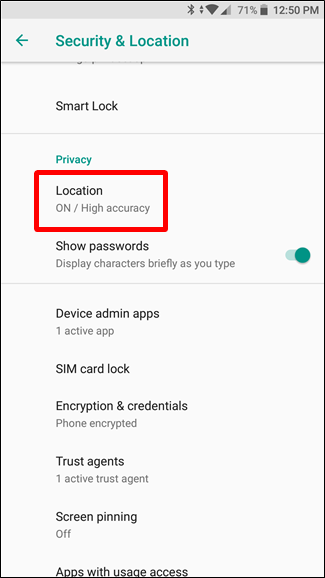 71% 12:50 PM
Security & Location
Smart Lock
Privacy
Location
ON / High accuracy
Show passwords
Display characters briefly as you type
Device admin apps
1 active app
SIM card lock
Encryption & credentials
Phone encrypted
Trust agents
1 active trust agent
Screen pinning
Off
Apps with usage access